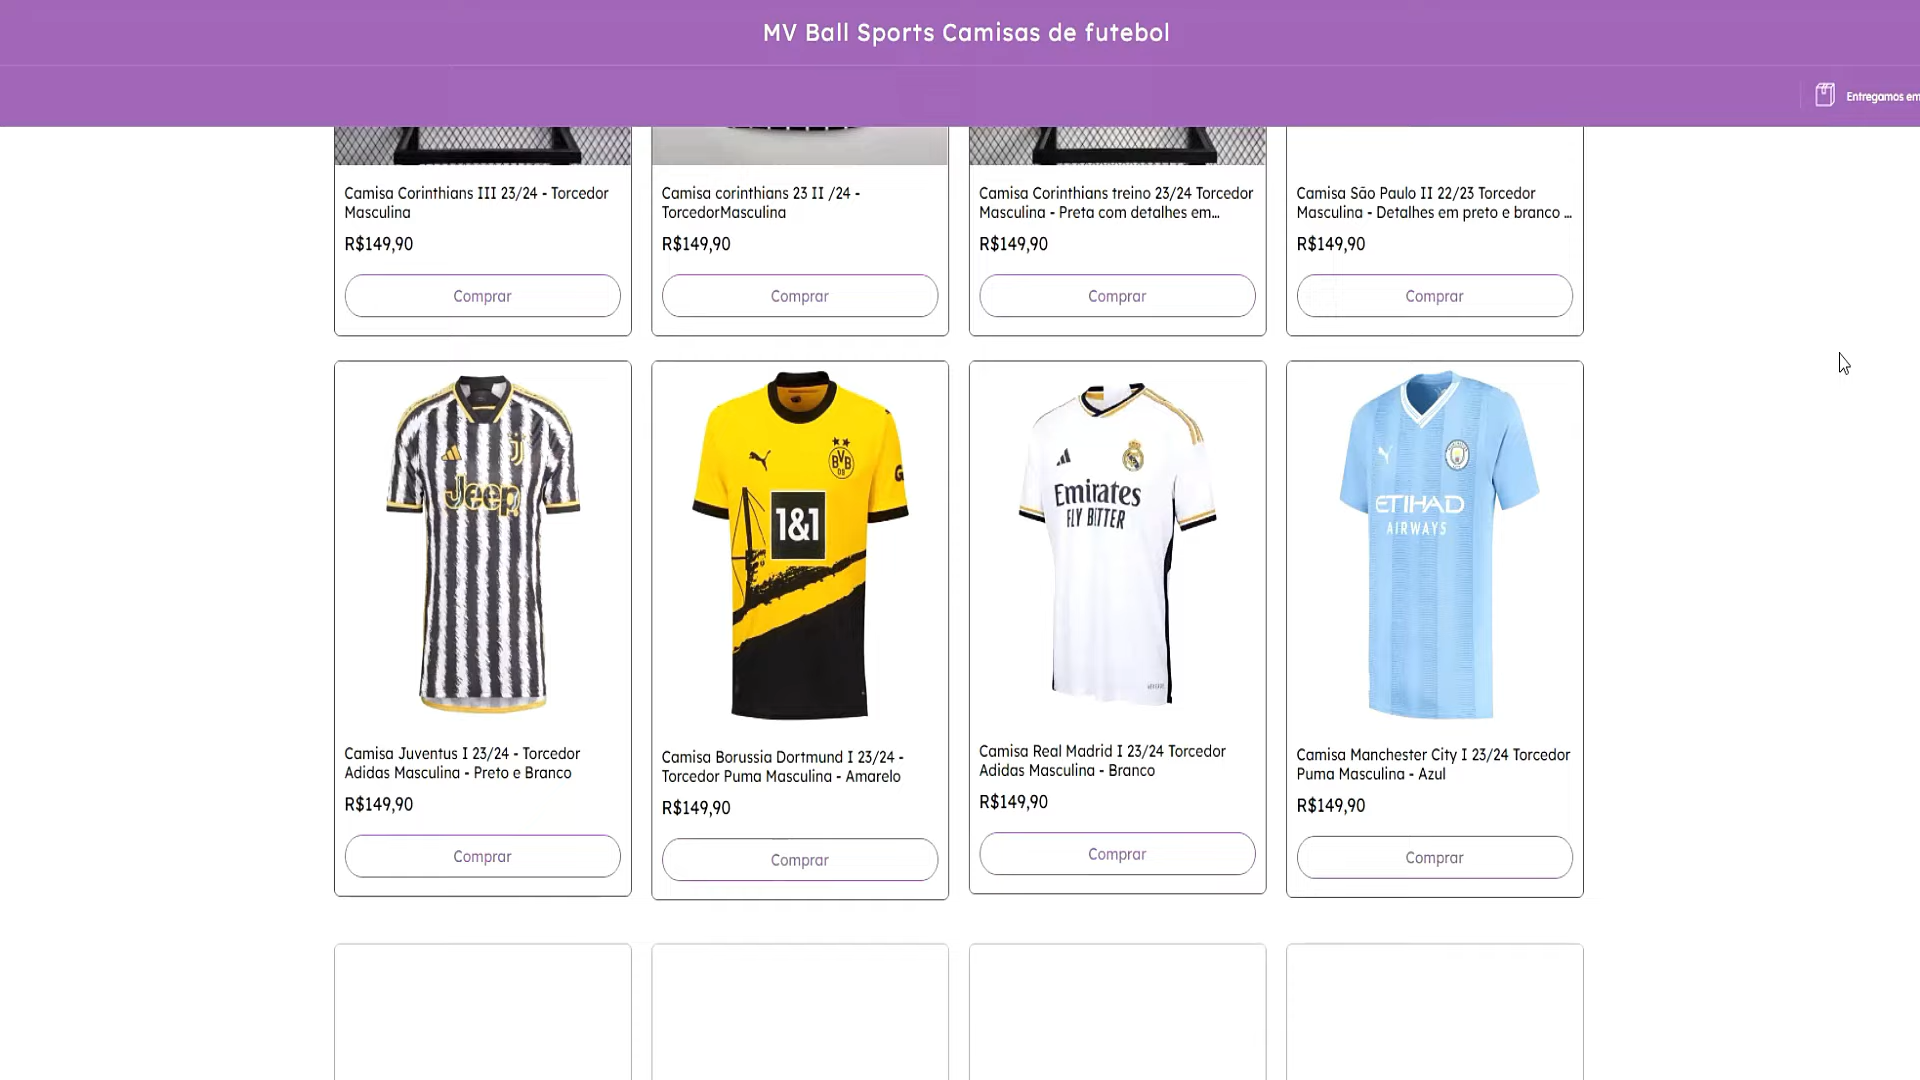 MV Ball Sports Camisas de futebol
Entregamos em
Camisa Corinthians III 23/24 - Torcedor
Masculina
R$149,90
Comprar
Camisa corinthians 23 II /24 -
TorcedorMasculina
R$149,90
Comprar
Camisa Corinthians treino 23/24 Torcedor
Masculina - Preta com detalhes em...
R$149,90
Comprar
Camisa São Paulo II 22/23 Torcedor
Masculina - Detalhes em preto e branco ...
R$149,90
Comprar
Jeep
Camisa Juventus I 23/24 - Torcedor
Adidas Masculina - Preto e Branco
R$149,90
Comprar
BVB
09
1&1
Camisa Borussia Dortmund I 23/24 -
Torcedor Puma Masculina - Amarelo
R$149,90
Comprar
Emirates
FLY BETTER
Camisa Real Madrid I 23/24 Torcedor
Adidas Masculina - Branco
R$149,90
Comprar
ETIHAD
AIRWAYS
Camisa Manchester City I 23/24 Torcedor
Puma Masculina - Azul
R$149,90
Comprar